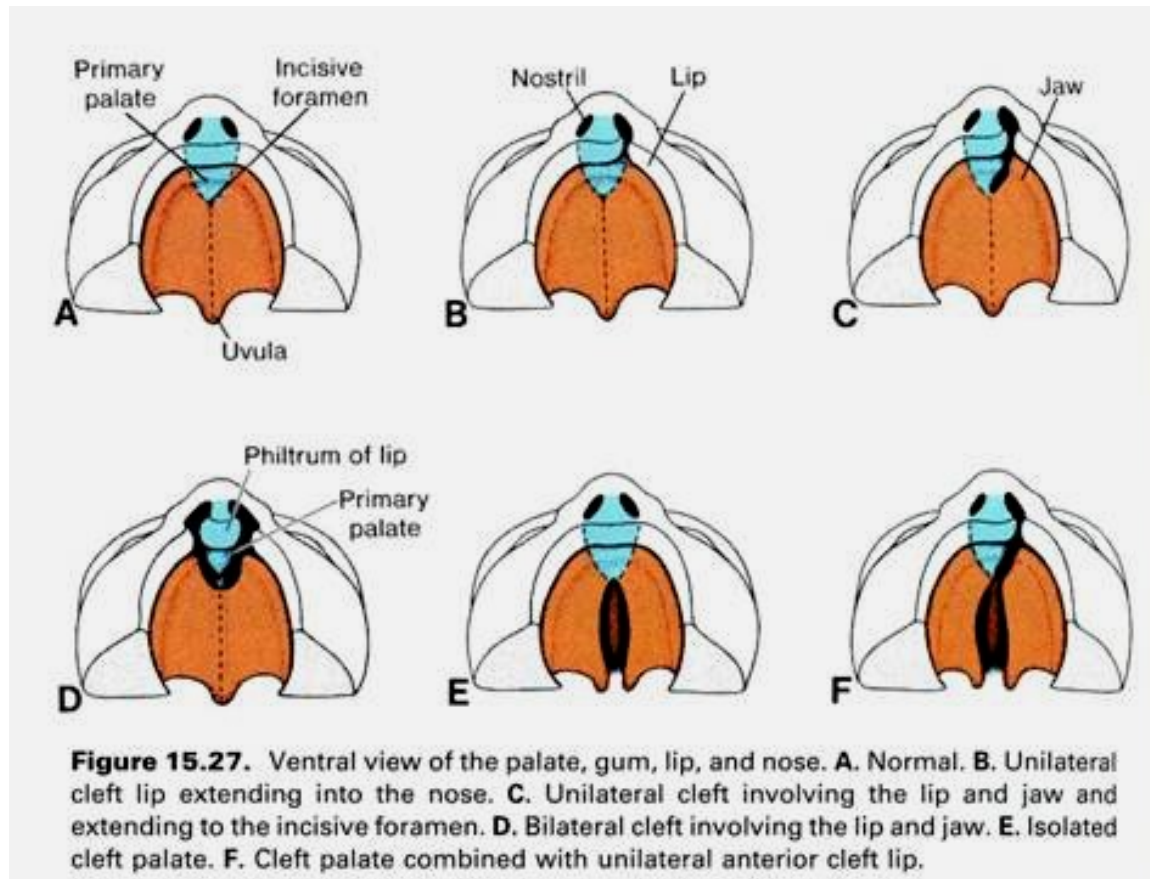 Primary
palate
Incisive
foramen
A
Uvula
Nostril
Lip
B
Jaw
C
Philtrum of lip
Primary
palate
D
E
F
Figure 15.27. Ventral view of the palate, gum, lip, and nose. A. Normal. B. Unilateral
cleft lip extending into the nose. C. Unilateral cleft involving the lip and jaw and
extending to the incisive foramen. D. Bilateral cleft involving the lip and jaw. E. Isolated
cleft palate. F. Cleft palate combined with unilateral anterior cleft lip.